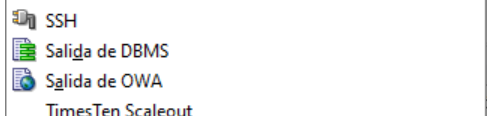 SSH
Salida de DBMS
Salida de OWA
TimesTen Scaleout